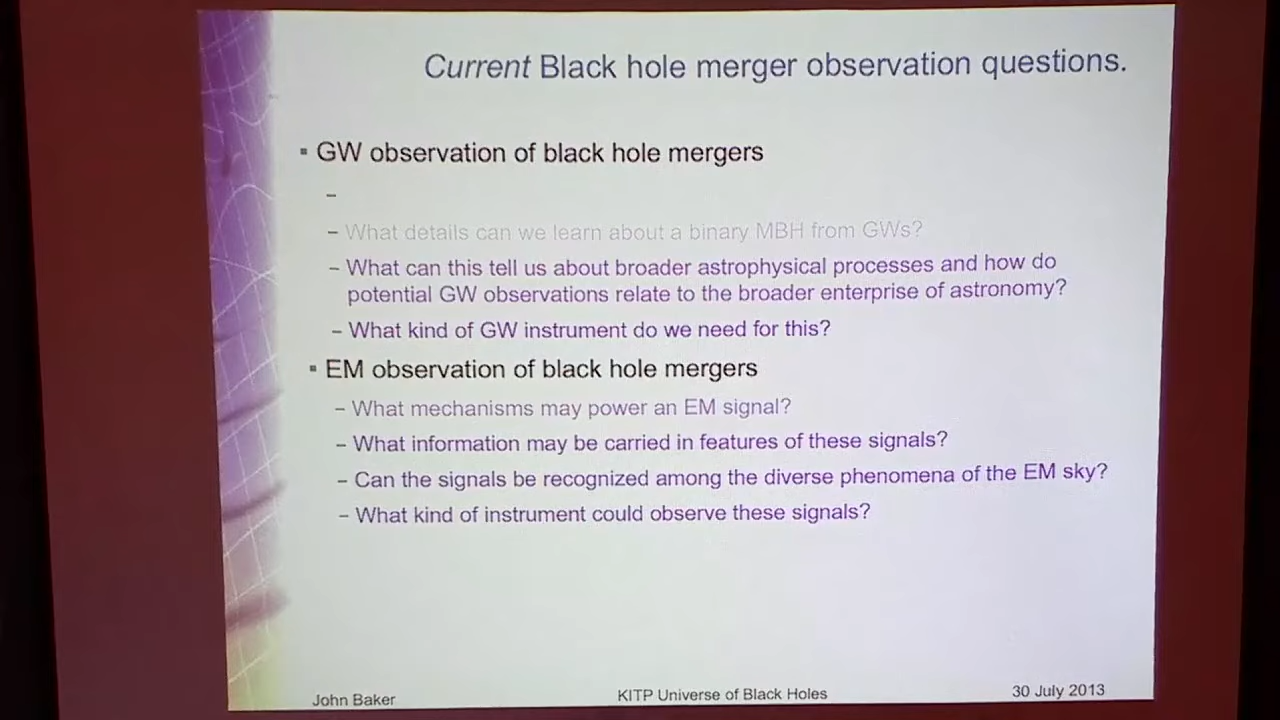 Current Black hole merger observation questions.
▪ GW observation of black hole mergers
–
– What details can we learn about a binary MBH from GWs?
– What can this tell us about broader astrophysical processes and how do
potential GW observations relate to the broader enterprise of astronomy?
– What kind of GW instrument do we need for this?
▪ EM observation of black hole mergers
– What mechanisms may power an EM signal?
– What information may be carried in features of these signals?
– Can the signals be recognized among the diverse phenomena of the EM sky?
– What kind of instrument could observe these signals?
John Baker
KITP Universe of Black Holes
30 July 2013